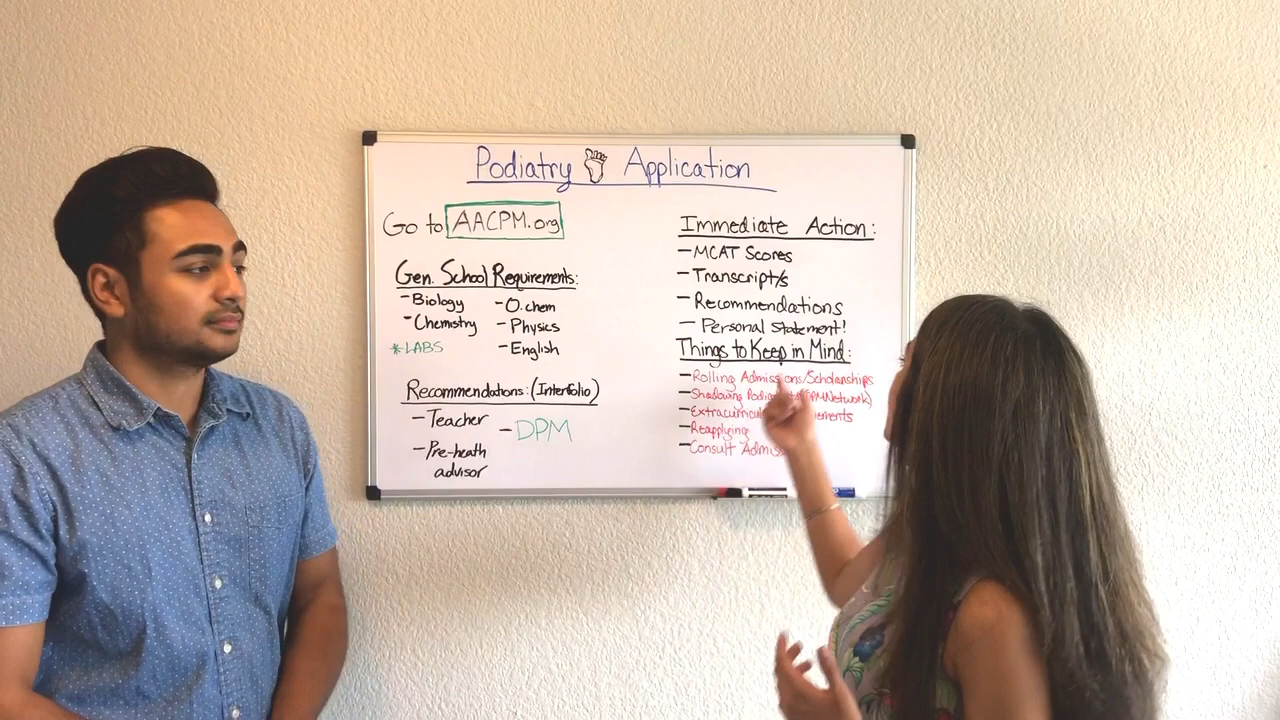 Podiatry Application
Go to AACPM.org
Gen. School Requirements:
- Biology
- Chemistry
* LABS
- O.chem
- Physics
- English
Recommendations: (Interfolio)
- Teacher
- Pre-heath
advisor
- DPM
Immediate Action:
- MCAT Scores
- Transcript/s
- Recommendations
- Personal Statement!
Things to Keep in Mind:
- Rolling Admissions/Scholarships
- Shadowing
- 
- Reapplying
- Consult